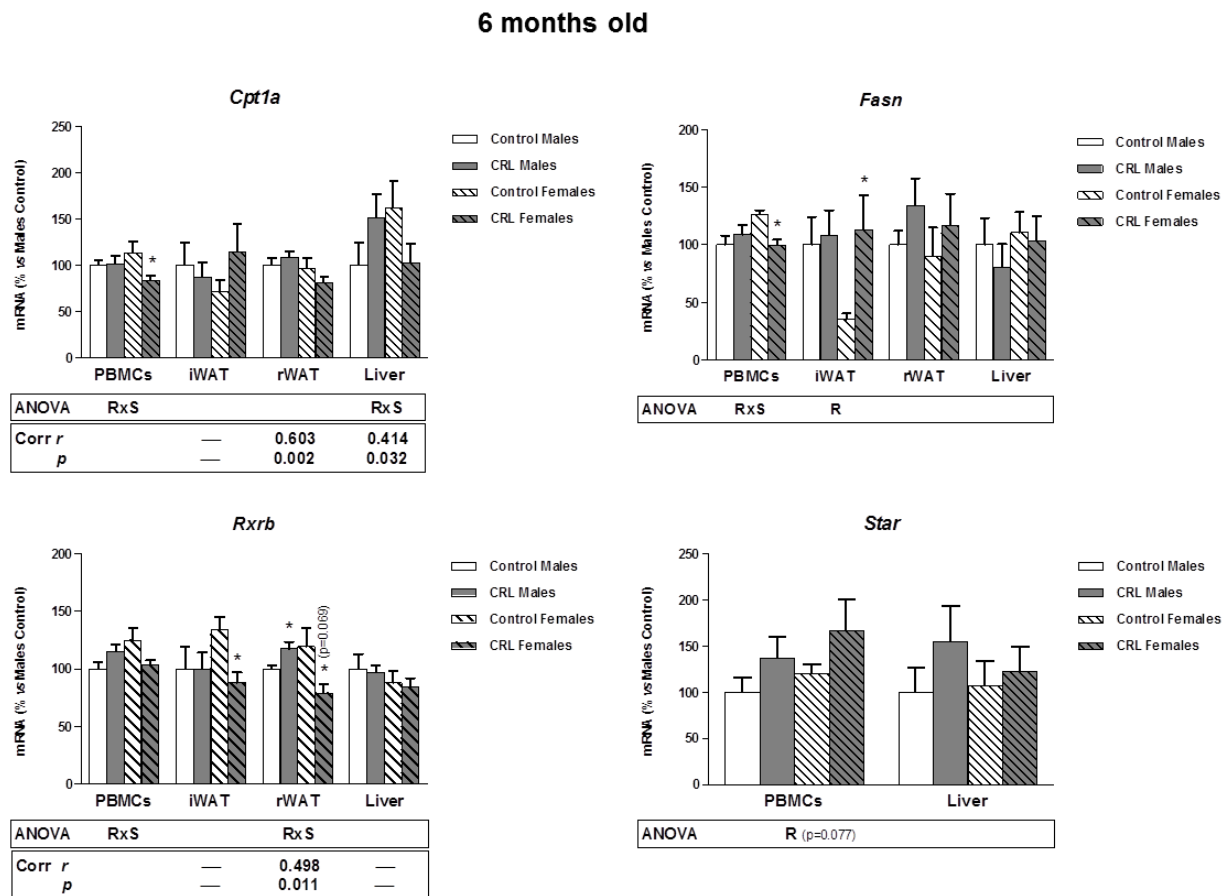 6 months old
Cpt1a
mRNA (% vs Males Control)
250
200
150
100
50
0
PBMCs iWAT rWAT Liver
*
Control Males
CRL Males
Control Females
CRL Females
ANOVA RxS RxS
Corr r — 0.603 0.414
p — 0.002 0.032
Fasn
mRNA (% vs Males Control)
200
150
100
50
0
PBMCs iWAT rWAT Liver
* *
Control Males
CRL Males
Control Females
CRL Females
ANOVA RxS R
Rxrb
mRNA (% vs Males Control)
200
150
100
50
0
PBMCs iWAT rWAT Liver
* * *
(p=0.069)
Control Males
CRL Males
Control Females
CRL Females
ANOVA RxS RxS
Corr r — 0.498 —
p — 0.011 —
Star
mRNA (% vs Males Control)
250
200
150
100
50
0
PBMCs Liver
Control Males
CRL Males
Control Females
CRL Females
ANOVA R (p=0.077)